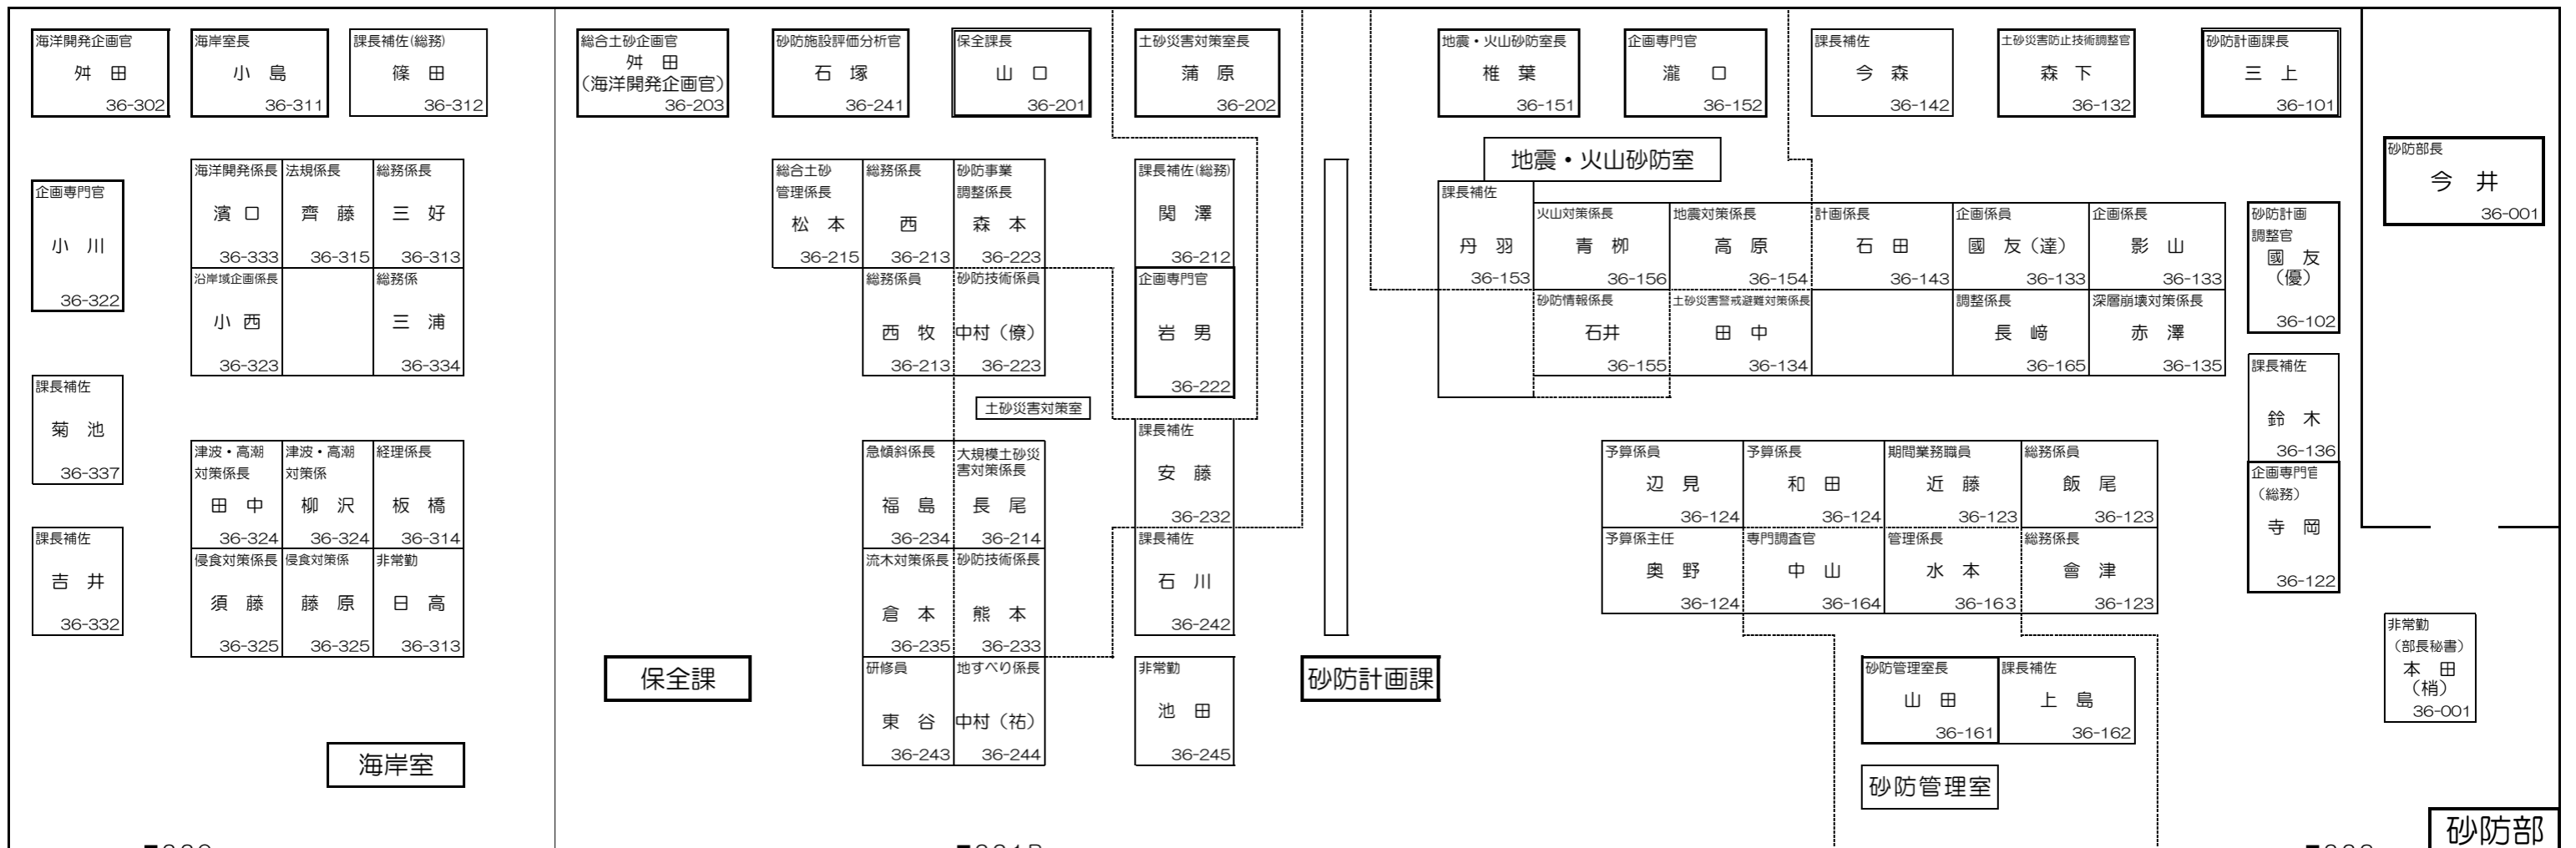 海洋開発企画官
舛 田
36-302
海岸室長
小 島
36-311
課長補佐(総務)
篠 田
36-312
総合土砂企画官
舛 田
(海洋開発企画官)
36-203
砂防施設評価分析官
石 塚
36-241
保全課長
山 口
36-201
土砂災害対策室長
蒲 原
36-202
地震・火山砂防室長
椎 葉
36-151
企画専門官
瀧 口
36-152
課長補佐
今 森
36-142
土砂災害防止技術調整官
森 下
36-132
砂防計画課長
三 上
36-101
砂防部長
今 井
36-001
企画専門官
小 川
36-322
海洋開発係長
濱 口
36-333
法規係長
齊 藤
36-315
総務係長
三 好
36-313
沿岸域企画係長
小 西
36-323
総務係
三 浦
36-334
課長補佐
菊 池
36-337
課長補佐
吉 井
36-332
津波・高潮
対策係長
田 中
36-324
津波・高潮
対策係
柳 沢
36-324
経理係長
板 橋
36-314
侵食対策係長
須 藤
36-325
侵食対策係
藤 原
36-325
非常勤
日 高
36-313
海岸室
総合土砂
管理係長
松 本
36-215
総務係長
西
36-213
砂防事業
調整係長
森 本
36-223
総務係員
西 牧
36-213
砂防技術係員
中村(僚)
36-223
課長補佐(総務)
関 澤
36-212
企画専門官
岩 男
36-222
土砂災害対策室
課長補佐
安 藤
36-232
課長補佐
石 川
36-242
急傾斜係長
福 島
36-234
大規模土砂災
害対策係長
長 尾
36-214
流木対策係長
倉 本
36-235
砂防技術係長
熊 本
36-233
研修員
東 谷
36-243
地すべり係長
中村(祐)
36-244
非常勤
池 田
36-245
保全課
砂防計画課
地震・火山砂防室
課長補佐
丹 羽
36-153
火山対策係長
青 栁
36-156
地震対策係長
高 原
36-154
計画係長
石 田
36-143
企画係員
國 友(達)
36-133
企画係長
影 山
36-133
砂防情報係長
石井
36-155
土砂災害警戒避難対策係長
田 中
36-134
調整係長
長 﨑
36-165
深層崩壊対策係長
赤 澤
36-135
砂防計画
調整官
國 友
(優)
36-102
課長補佐
鈴 木
36-136
企画専門官
(総務)
寺 岡
36-122
予算係員
辺 見
36-124
予算係長
和 田
36-124
期間業務職員
近 藤
36-123
総務係員
飯 尾
36-123
予算係主任
奥 野
36-124
専門調査官
中 山
36-164
管理係長
水 本
36-163
総務係長
會 津
36-123
砂防管理室長
山 田
36-161
課長補佐
上 島
36-162
砂防管理室
非常勤
(部長秘書)
本 田
(梢)
36-001
砂防部